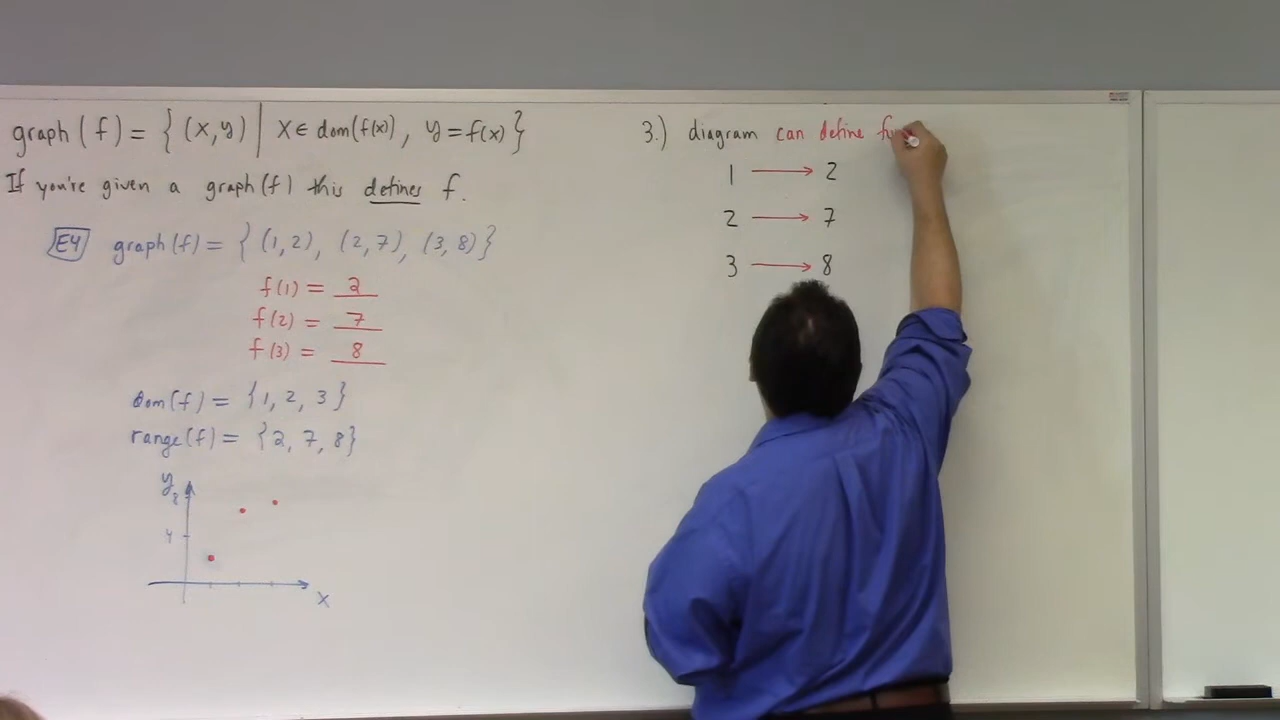 graph(f) = { (x,y) | x ∈ dom(f(x)), y = f(x) }
If you're given a graph(f) this defines f.
E4 graph(f) = { (1,2), (2,7), (3,8) }
f(1) = 2
f(2) = 7
f(3) = 8
dom(f) = {1, 2, 3}
range(f) = {2, 7, 8}
y
8
4
x
3.) diagram can define
1 → 2
2 → 7
3 → 8